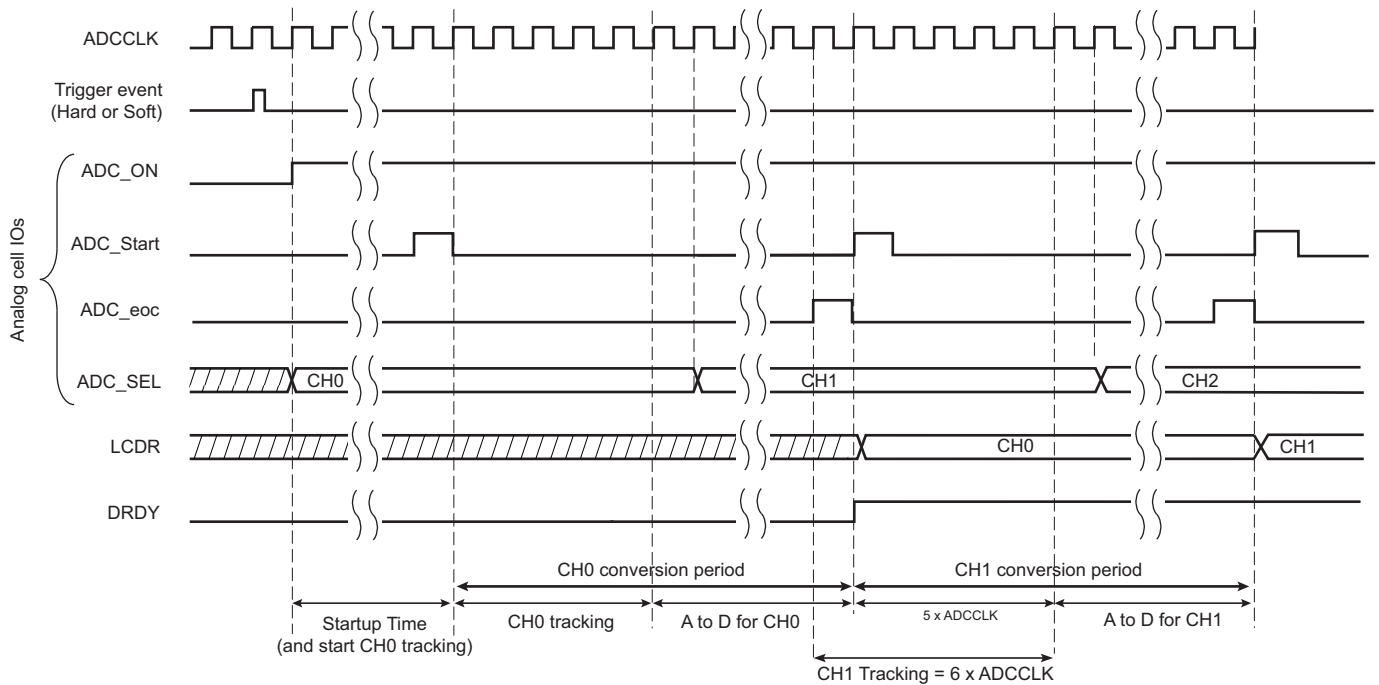 ADCCLK
Trigger event
(Hard or Soft)
Analog cell IOs
ADC_ON
ADC_Start
ADC_eoc
ADC_SEL
CH0
CH1
CH2
LCDR
CH0
CH1
DRDY
CH0 conversion period
CH1 conversion period
Startup Time
(and start CH0 tracking)
CH0 tracking
A to D for CH0
5 x ADCCLK
A to D for CH1
CH1 Tracking = 6 x ADCCLK